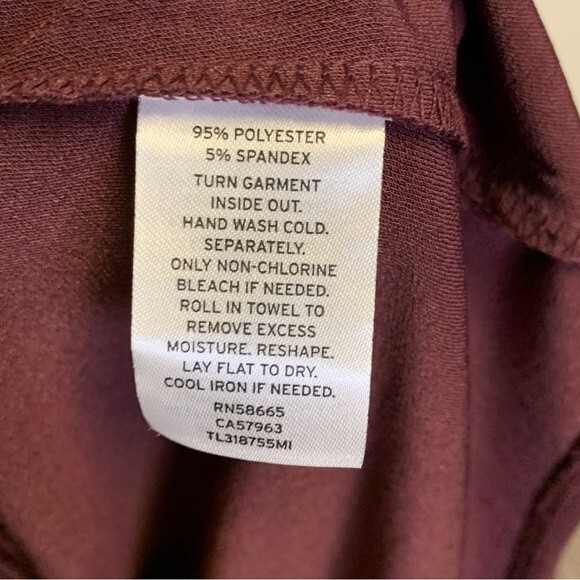 95% POLYESTER
5% SPANDEX
TURN GARMENT
INSIDE OUT.
HAND WASH COLD.
SEPARATELY.
ONLY NON-CHLORINE
BLEACH IF NEEDED.
ROLL IN TOWEL TO
REMOVE EXCESS
MOISTURE. RESHAPE.
LAY FLAT TO DRY.
COOL IRON IF NEEDED.
RN58665
CA57963
TL318755MI